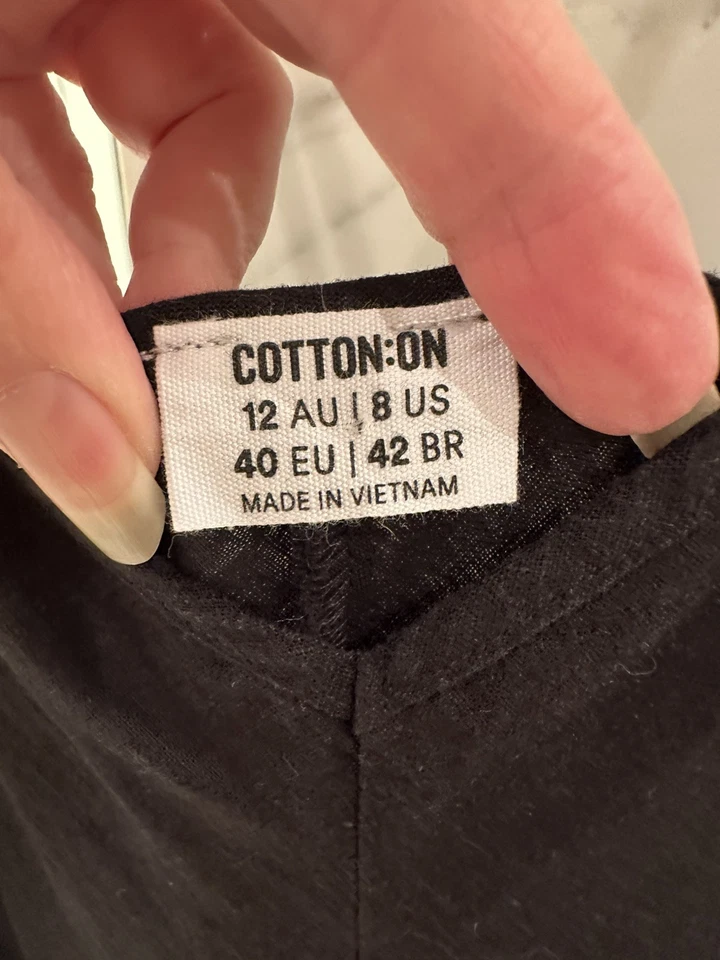 COTTON:ON
12 AU | 8 US
40 EU | 42 BR
MADE IN VIETNAM